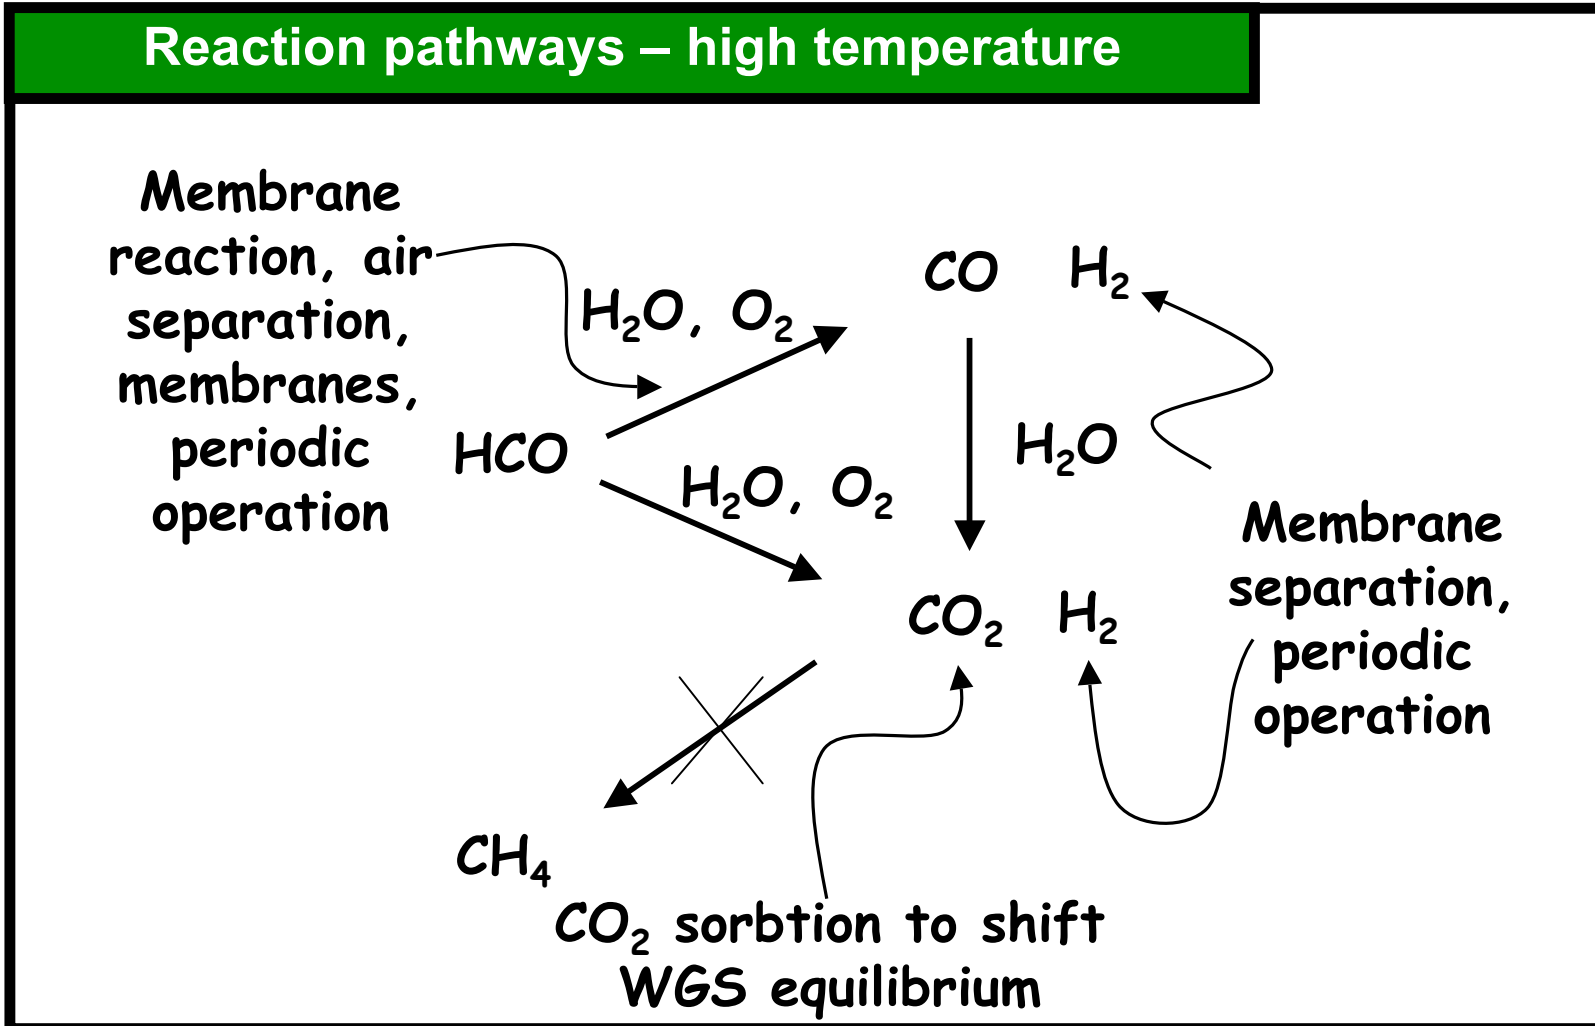 Reaction pathways – high temperature
Membrane
reaction, air
separation,
membranes,
periodic
operation
H₂O, O₂
CO H₂
HCO
H₂O, O₂
H₂O
CO₂ H₂
Membrane
separation,
periodic
operation
CH₄
CO₂ sorbtion to shift
WGS equilibrium